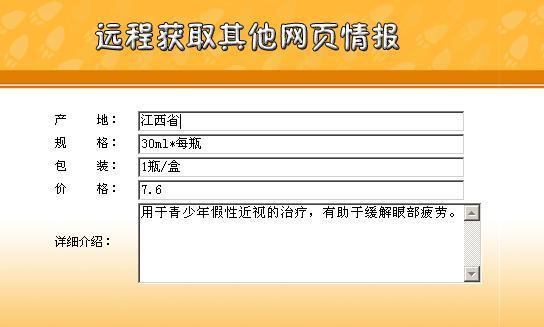 远程获取其他网页情报
产 地： 江西省
规 格： 30ml*每瓶
包 装： 1瓶/盒
价 格： 7.6
详细介绍： 用于青少年假性近视的治疗，有助于缓解眼部疲劳。